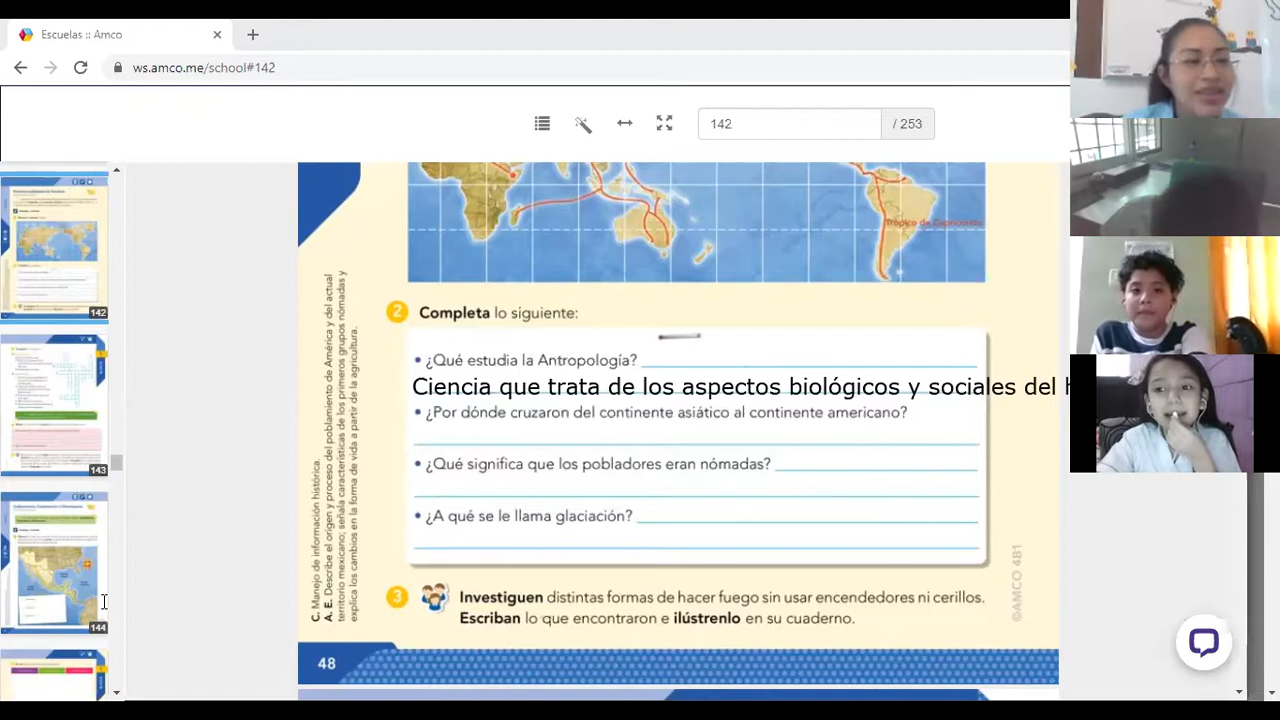 Escuelas :: Amco
ws.amco.me/school#142
142 / 253
Trópico de Capricornio
2 Completa lo siguiente:
• ¿Qué estudia la Antropología?
Ciencia que trata de los aspectos biológicos y sociales del
• ¿Por dónde cruzaron del continente asiático al continente americano?
• ¿Qué significa que los pobladores eran nómadas?
• ¿A qué se le llama glaciación?
3 Investiguen distintas formas de hacer fuego sin usar encendedores ni cerillos.
Escriban lo que encontraron e ilústrenlo en su cuaderno.
C. Manejo de información histórica.
A. E. Describe el origen y proceso del poblamiento de América y del actual
territorio mexicano; señala características de los primeros grupos nómadas y
explica los cambios en la forma de vida a partir de la agricultura.
©AMCO 4B1
48
142
143
144